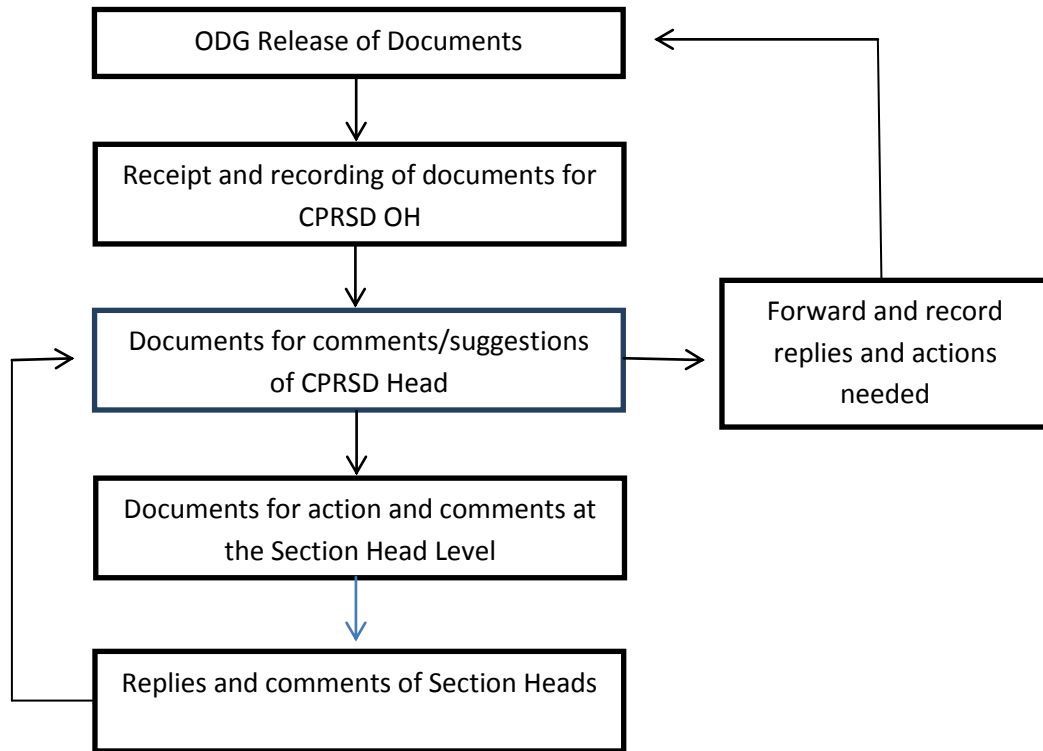 ODG Release of Documents
Receipt and recording of documents for
CPRSD OH
Documents for comments/suggestions
of CPRSD Head
Forward and record
replies and actions
needed
Documents for action and comments at
the Section Head Level
Replies and comments of Section Heads